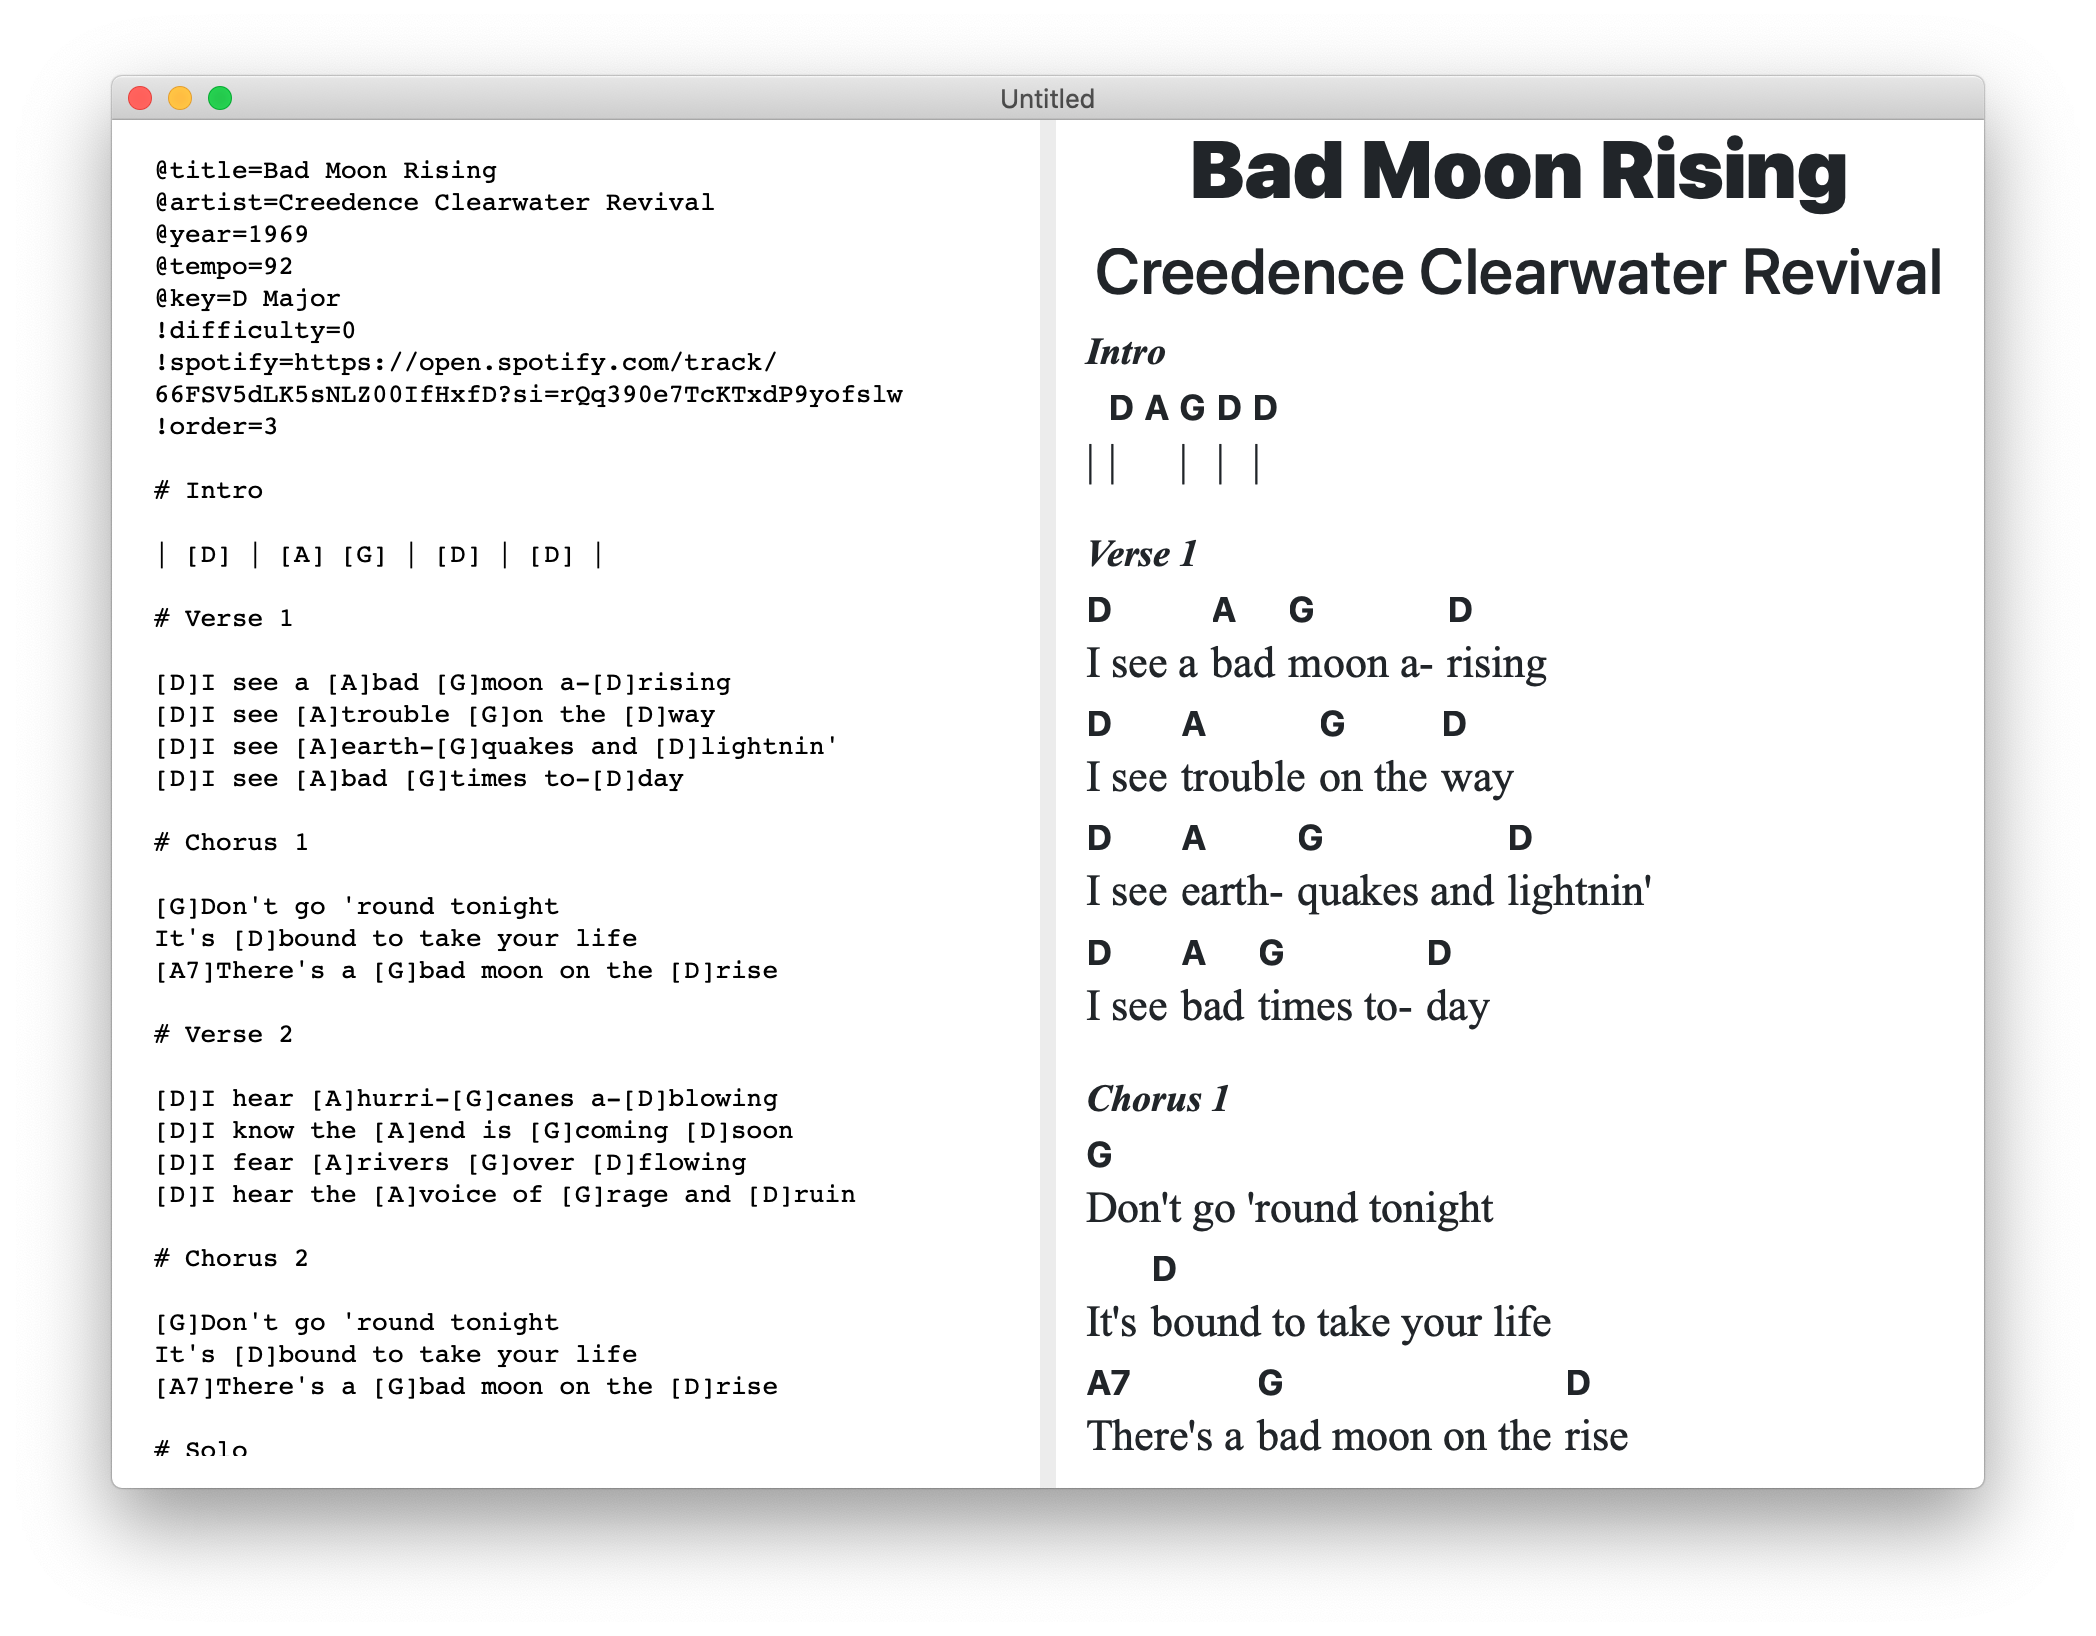 Untitled
@title=Bad Moon Rising
@artist=Creedence Clearwater Revival
@year=1969
@tempo=92
@key=D Major
!difficulty=0
!spotify=https://open.spotify.com/track/
66FSV5dLK5sNLZ00IfHxfD?si=rQq390e7TcKTxdP9yofslw
!order=3
# Intro
| [D] | [A] [G] | [D] | [D] |
# Verse 1
[D]I see a [A]bad [G]moon a-[D]rising
[D]I see [A]trouble [G]on the [D]way
[D]I see [A]earth-[G]quakes and [D]lightnin'
[D]I see [A]bad [G]times to-[D]day
# Chorus 1
[G]Don't go 'round tonight
It's [D]bound to take your life
[A7]There's a [G]bad moon on the [D]rise
# Verse 2
[D]I hear [A]hurri-[G]canes a-[D]blowing
[D]I know the [A]end is [G]coming [D]soon
[D]I fear [A]rivers [G]over [D]flowing
[D]I hear the [A]voice of [G]rage and [D]ruin
# Chorus 2
[G]Don't go 'round tonight
It's [D]bound to take your life
[A7]There's a [G]bad moon on the [D]rise
# Solo
Bad Moon Rising
Creedence Clearwater Revival
Intro
D A G D D
| | | | |
Verse 1
D A G D
I see a bad moon a- rising
D A G D
I see trouble on the way
D A G D
I see earth- quakes and lightnin'
D A G D
I see bad times to- day
Chorus 1
G
Don't go 'round tonight
D
It's bound to take your life
A7 G D
There's a bad moon on the rise